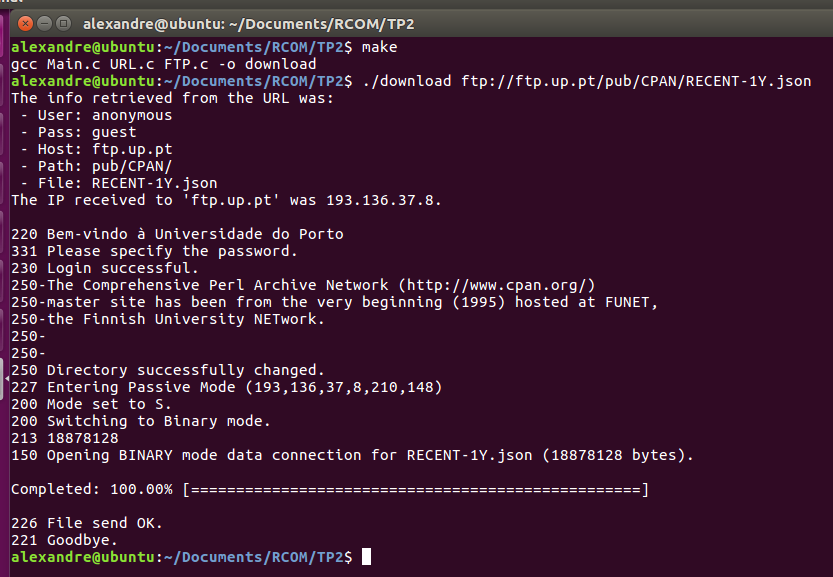 alexandre@ubuntu: ~/Documents/RCOM/TP2
alexandre@ubuntu:~/Documents/RCOM/TP2$ make
gcc Main.c URL.c FTP.c -o download
alexandre@ubuntu:~/Documents/RCOM/TP2$ ./download ftp://ftp.up.pt/pub/CPAN/RECENT-1Y.json
The info retrieved from the URL was:
 - User: anonymous
 - Pass: guest
 - Host: ftp.up.pt
 - Path: pub/CPAN/
 - File: RECENT-1Y.json
The IP received to 'ftp.up.pt' was 193.136.37.8.

220 Bem-vindo à Universidade do Porto
331 Please specify the password.
230 Login successful.
250-The Comprehensive Perl Archive Network (http://www.cpan.org/)
250-master site has been from the very beginning (1995) hosted at FUNET,
250-the Finnish University NETwork.
250-
250-
250 Directory successfully changed.
227 Entering Passive Mode (193,136,37,8,210,148)
200 Mode set to S.
200 Switching to Binary mode.
213 18878128
150 Opening BINARY mode data connection for RECENT-1Y.json (18878128 bytes).

Completed: 100.00% [==================================================]

226 File send OK.
221 Goodbye.
alexandre@ubuntu:~/Documents/RCOM/TP2$